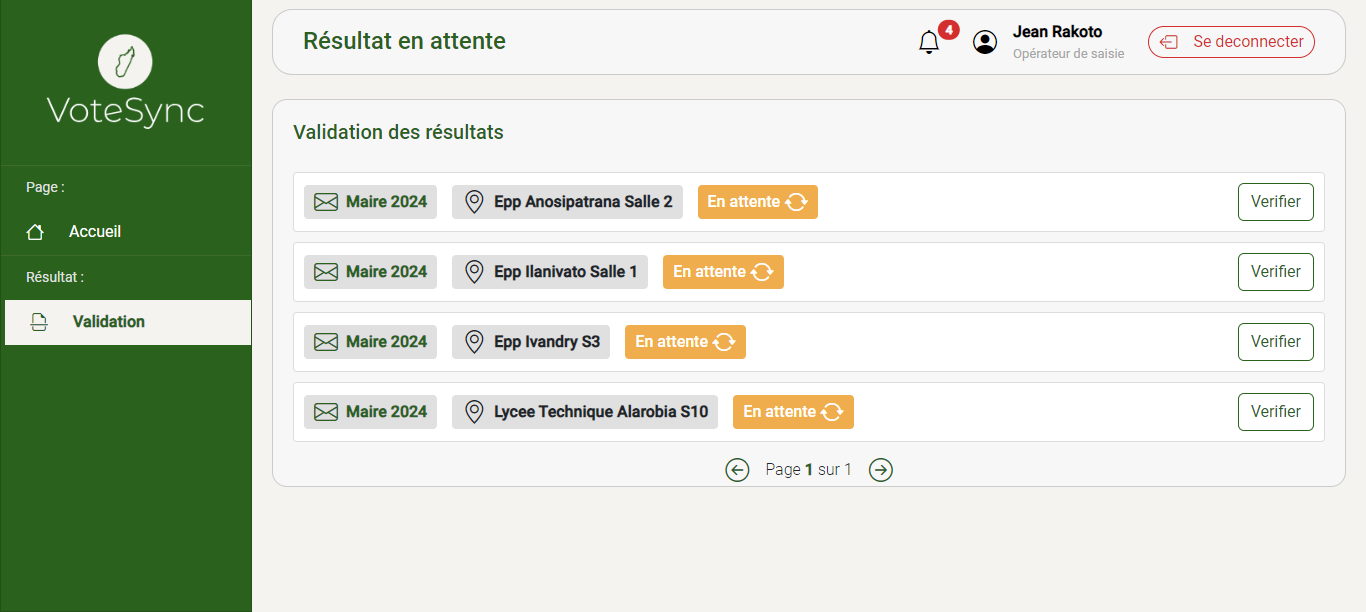 VoteSync
Page :
Accueil
Résultat :
Validation
Résultat en attente
4
Jean Rakoto
Opérateur de saisie
Se deconnecter
Validation des résultats
Maire 2024 Epp Anosipatrana Salle 2 En attente Verifier
Maire 2024 Epp Ilanivato Salle 1 En attente Verifier
Maire 2024 Epp Ivandry S3 En attente Verifier
Maire 2024 Lycee Technique Alarobia S10 En attente Verifier
Page 1 sur 1